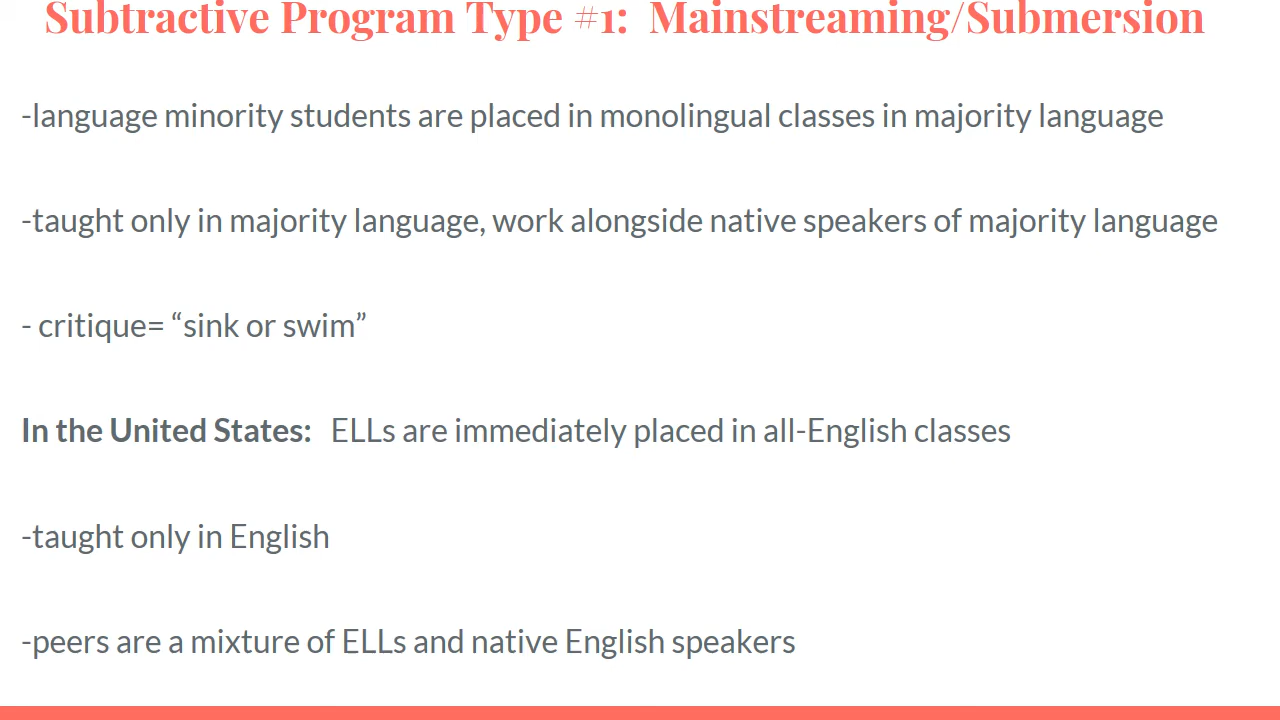 Subtractive Program Type #1: Mainstreaming/Submersion
-language minority students are placed in monolingual classes in majority language
-taught only in majority language, work alongside native speakers of majority language
- critique= “sink or swim”
In the United States: ELLs are immediately placed in all-English classes
-taught only in English
-peers are a mixture of ELLs and native English speakers